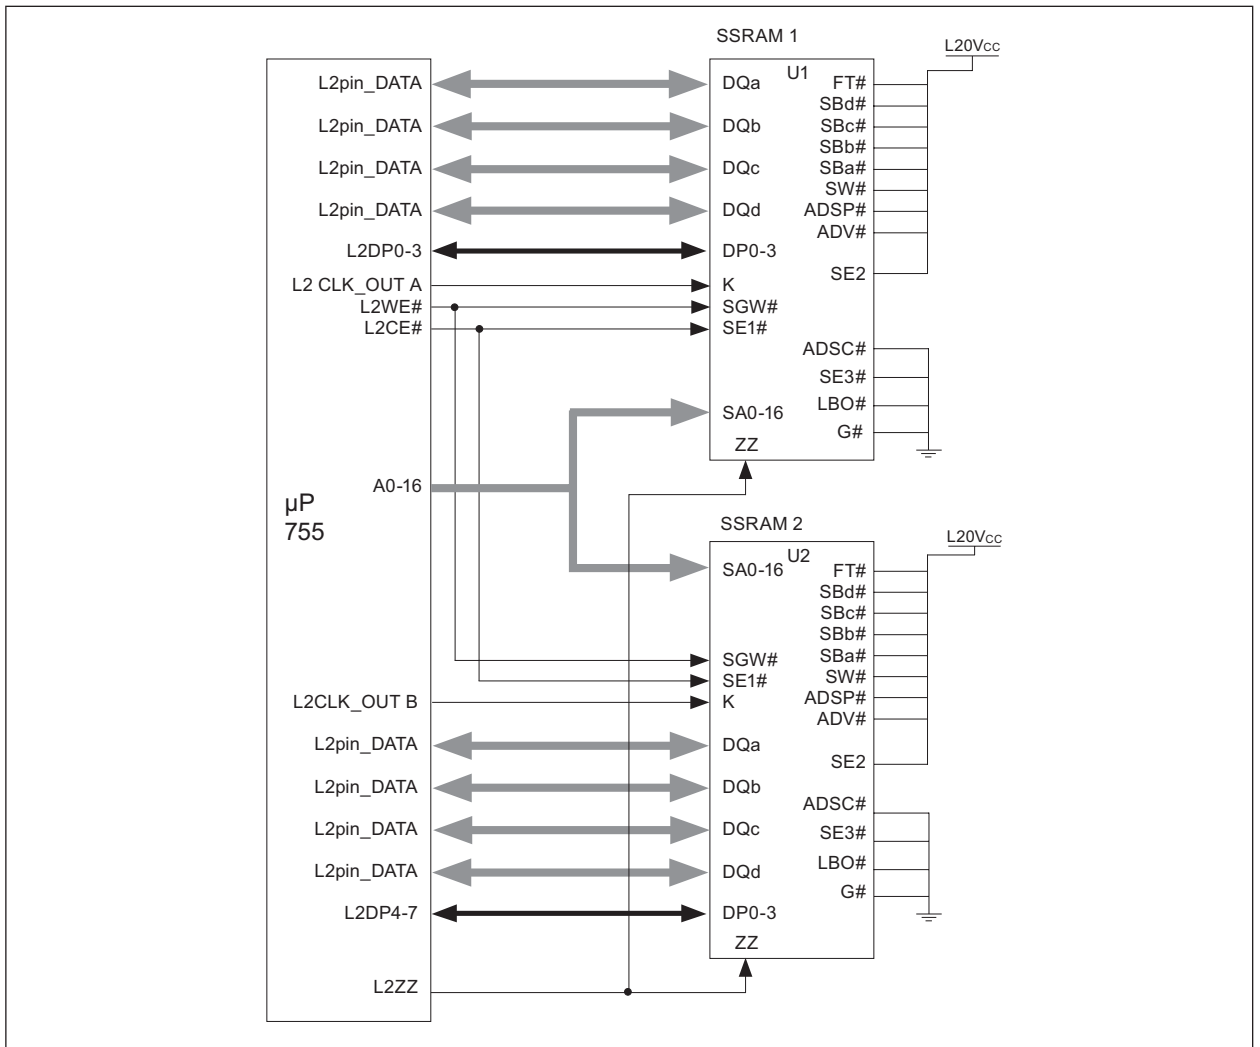 SSRAM 1
L20Vcc
U1
L2pin_DATA
DQa
FT#
SBd#
L2pin_DATA
DQb
SBc#
SBb#
L2pin_DATA
DQc
SBa#
SW#
L2pin_DATA
DQd
ADSP#
ADV#
L2DP0-3
DP0-3
SE2
L2 CLK_OUT A
K
L2WE#
SGW#
L2CE#
SE1#
ADSC#
SE3#
SA0-16
LBO#
G#
ZZ
A0-16
µP
755
SSRAM 2
L20Vcc
U2
SA0-16
FT#
SBd#
SBc#
SBb#
SGW#
SBa#
SE1#
SW#
L2CLK_OUT B
K
ADSP#
ADV#
L2pin_DATA
DQa
SE2
L2pin_DATA
DQb
ADSC#
L2pin_DATA
DQc
SE3#
LBO#
L2pin_DATA
DQd
G#
L2DP4-7
DP0-3
ZZ
L2ZZ